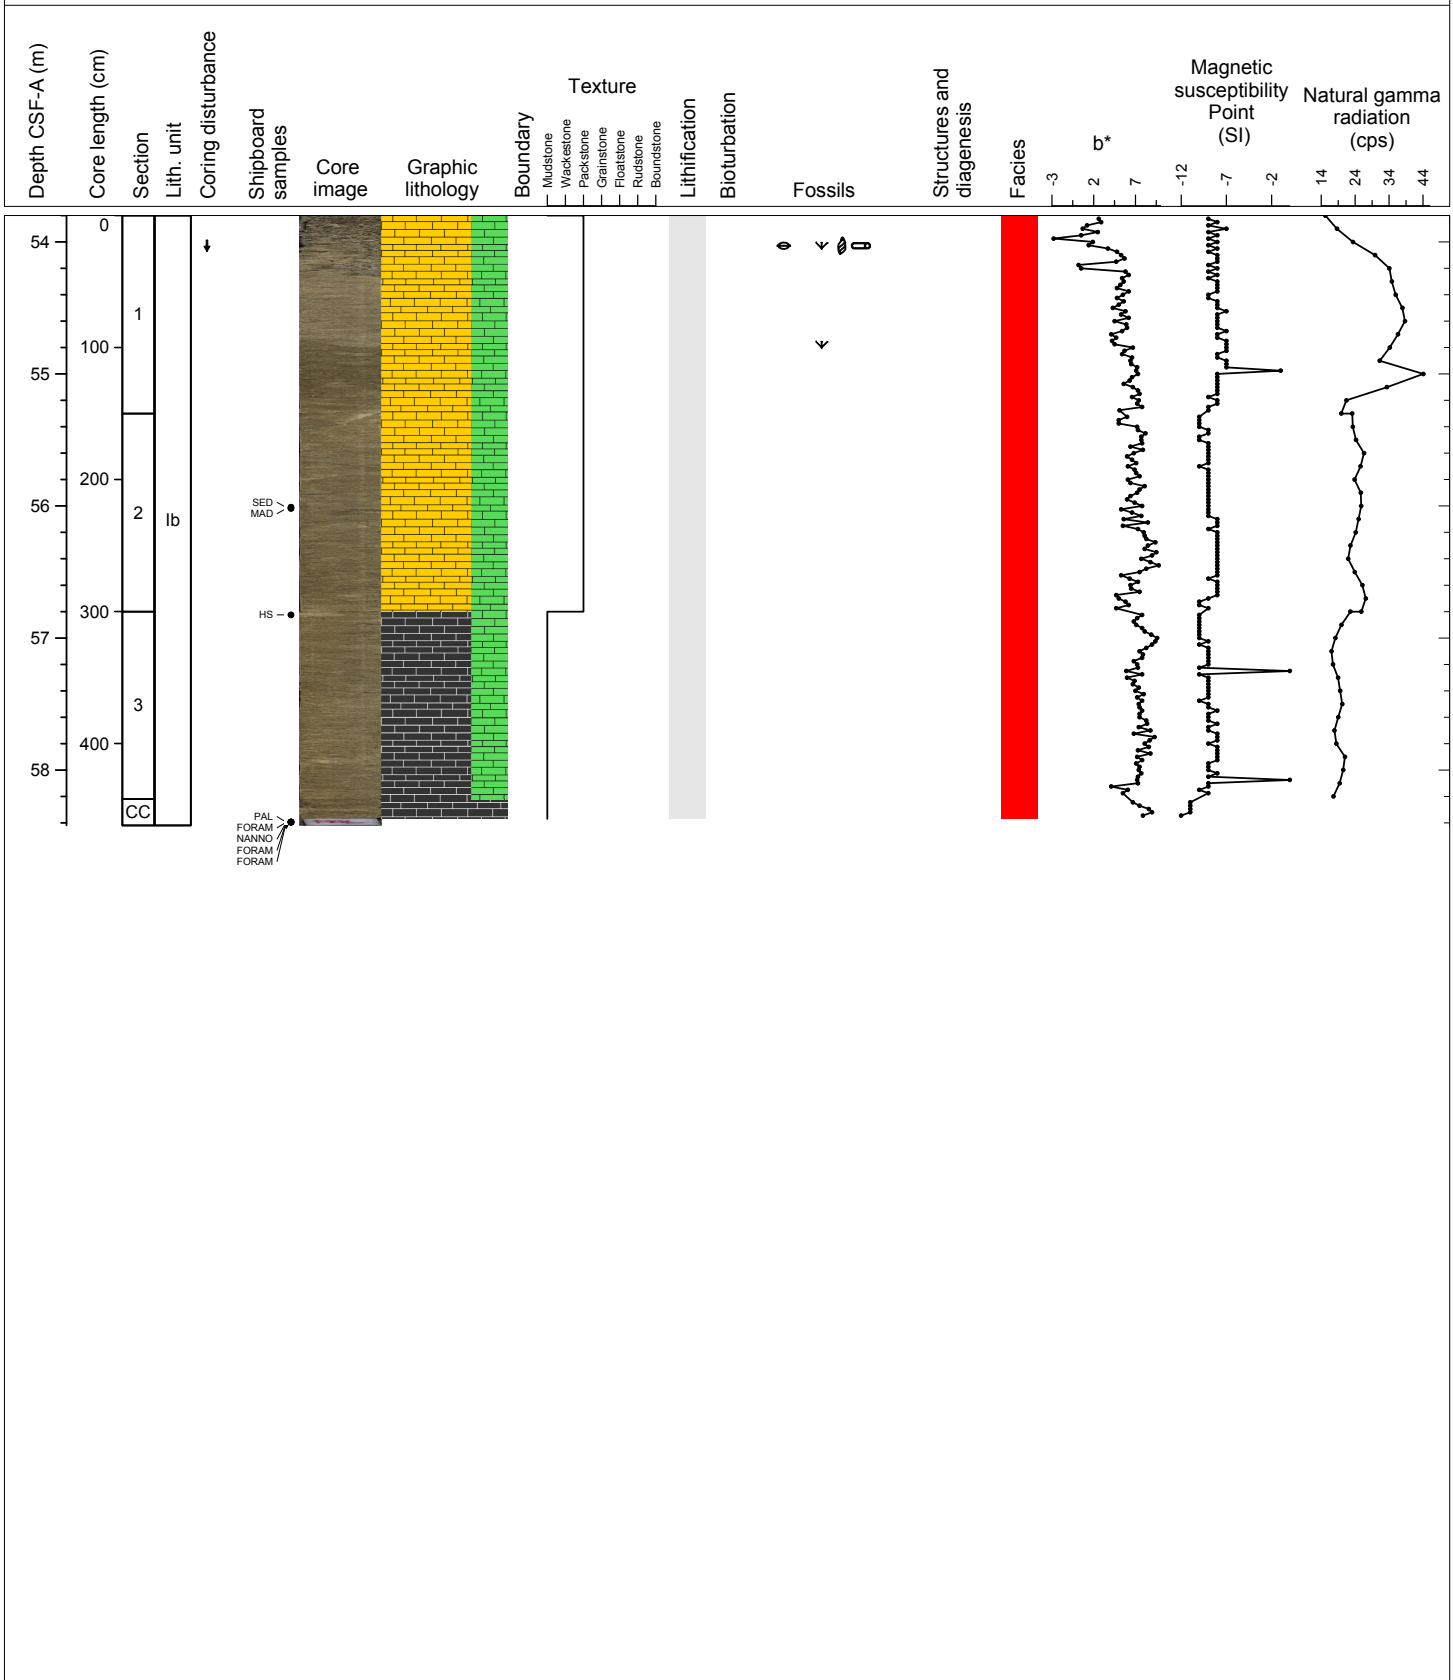 Depth CSF-A (m)
Core length (cm)
Section
Lith. unit
Coring disturbance
Shipboard
samples
Core
image
Graphic
lithology
Boundary
Texture
Mudstone
Wackestone
Packstone
Grainstone
Floatstone
Rudstone
Boundstone
Lithification
Bioturbation
Fossils
Structures and
diagenesis
Facies
b*
-3 2 7
Magnetic
susceptibility
Point
(SI)
-12 -7 -2
Natural gamma
radiation
(cps)
14 24 34 44
54
55
56
57
58
0
100
200
300
400
1
2
3
CC
Ib
SED
MAD
HS
PAL
FORAM
NANNO
FORAM
FORAM